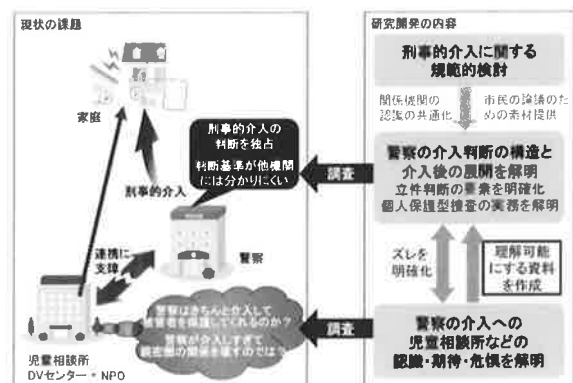 現状の課題
家庭
刑事的介入の
判断を独占
判断基準が他機関
には分かりにくい
刑事的介入
警察
連携に
支障
警察はきちんと介入して
被害者を保護してくれるのか？
警察が介入しすぎて
親志間の関係を壊すのでは？
児童相談所
DVセンター・NPO
調査
調査
研究開発の内容
刑事的介入に関する
規範的検討
関係機関の
認識の共通化
市民の論議のた
めの素材提供
警察の介入判断の構造と
介入後の展開を解明
立件判断の要素を明確化
個人保護型捜査の実務を解明
ズレを
明確化
理解可能
にする資料
を作成
警察の介入への
児童相談所などの
認識・期待・危惧を解明